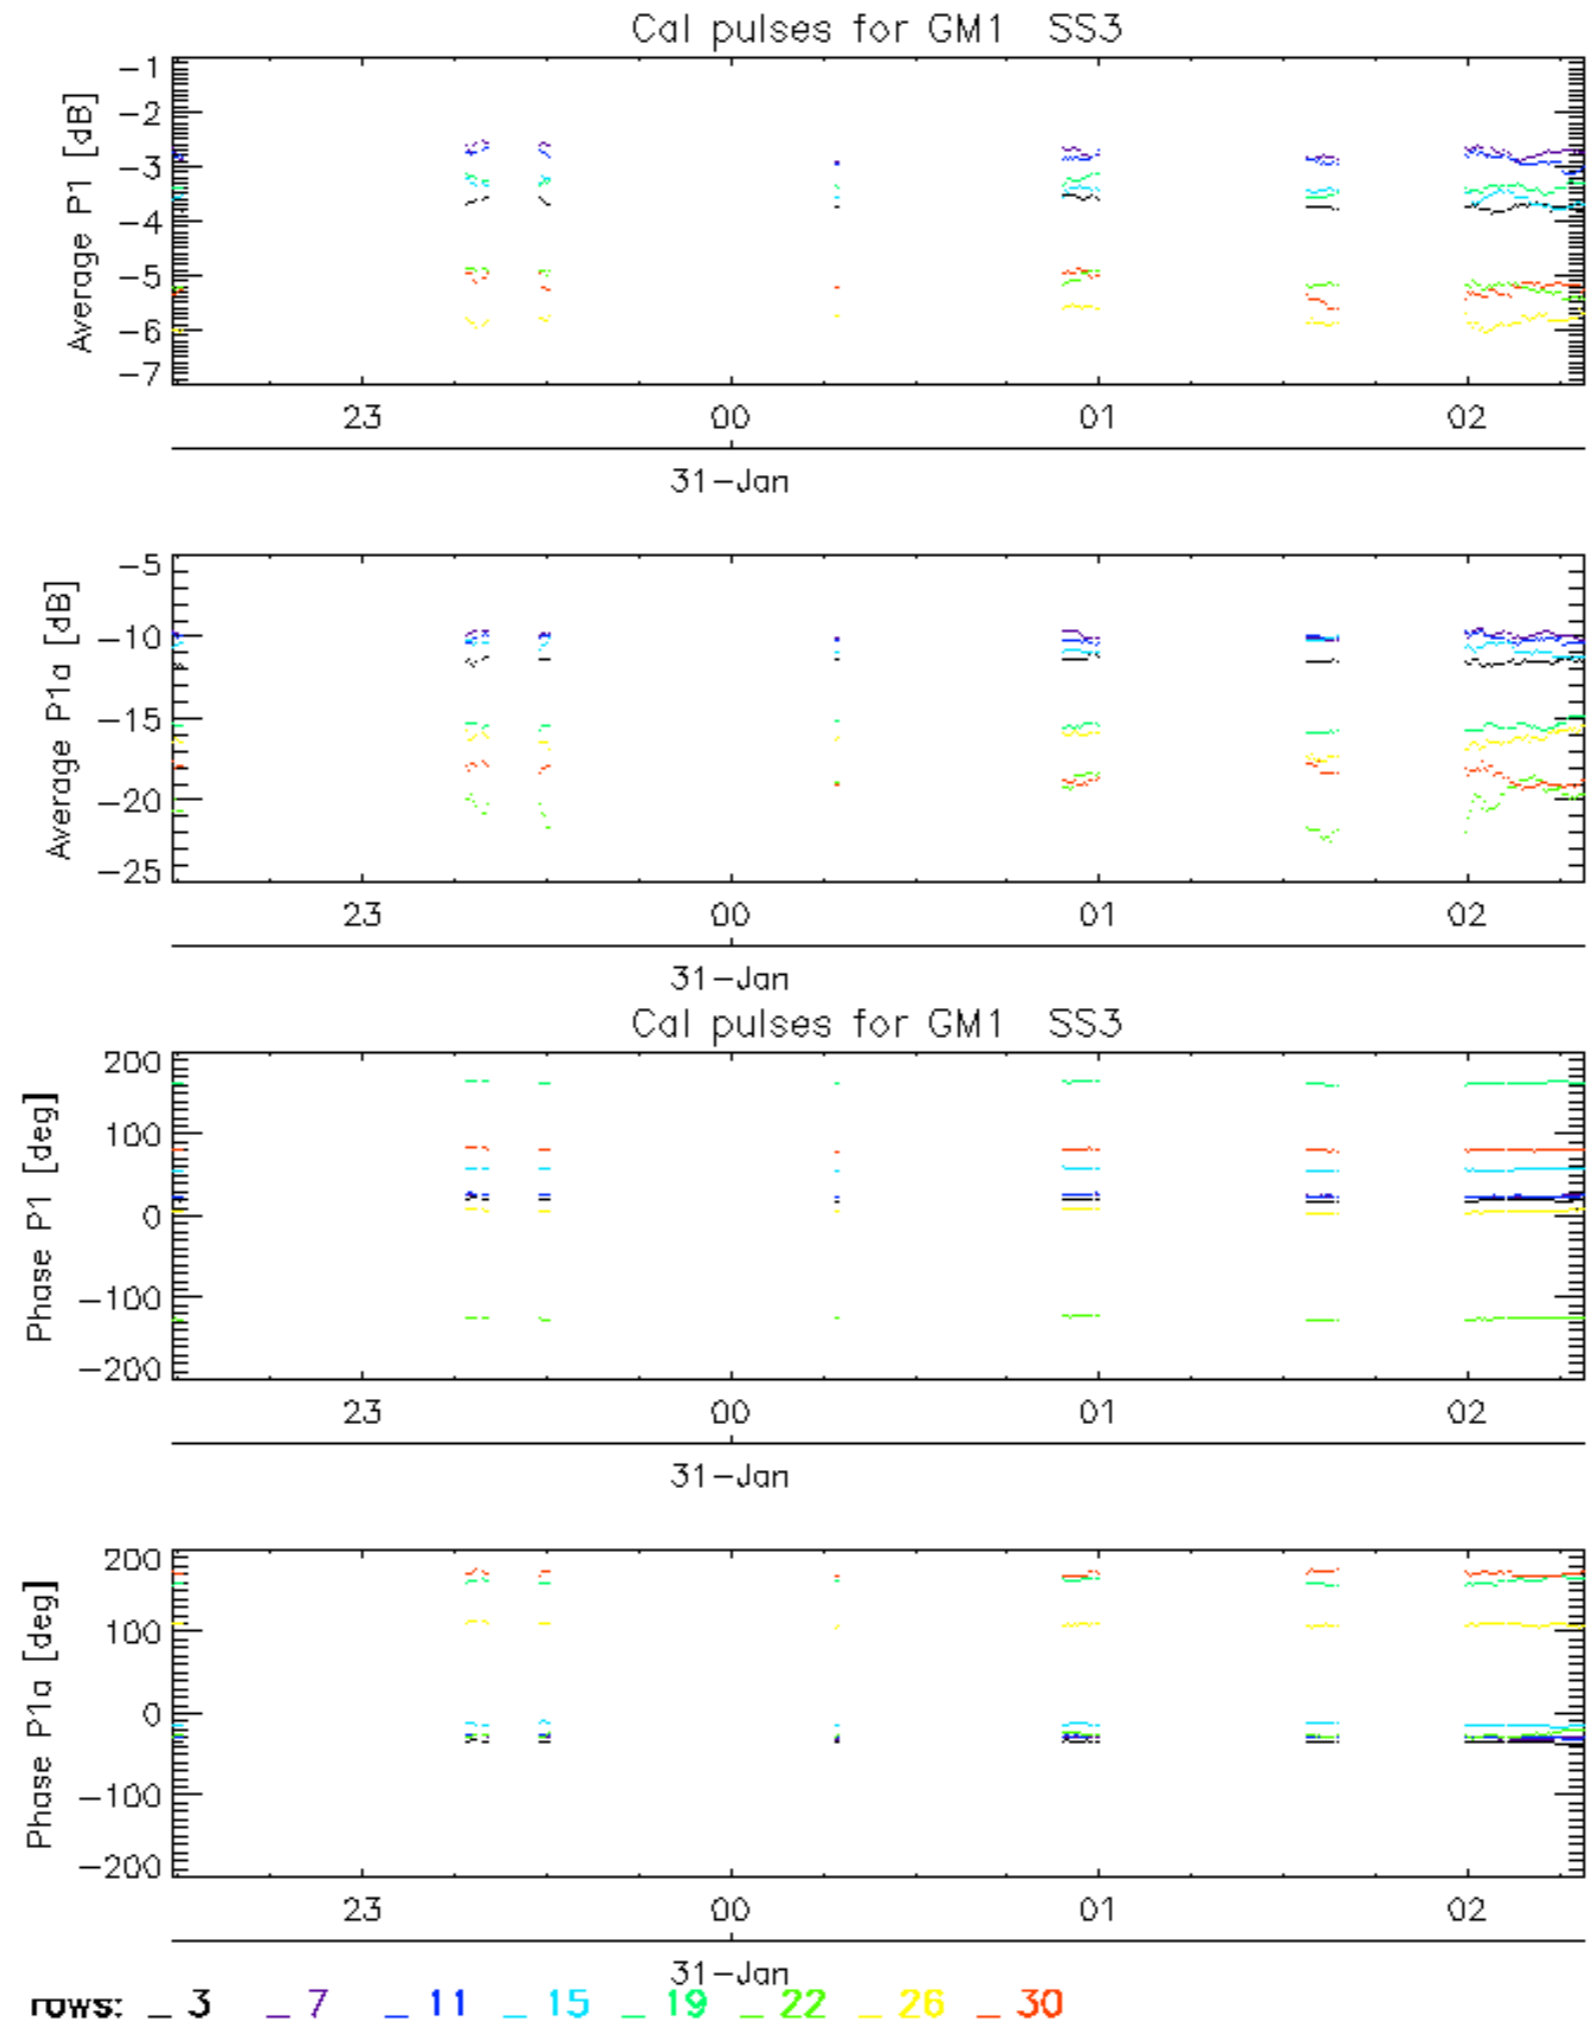 Cal pulses for GM1 SS3
Average P1 [dB]
-1
-2
-3
-4
-5
-6
-7
23 00 01 02
31-Jan
Average P1a [dB]
-5
-10
-15
-20
-25
23 00 01 02
31-Jan
Cal pulses for GM1 SS3
Phase P1 [deg]
200
100
0
-100
-200
23 00 01 02
31-Jan
Phase P1a [deg]
200
100
0
-100
-200
23 00 01 02
31-Jan
rows: _ 3 _ 7 _ 11 _ 15 _ 19 _ 22 _ 26 _ 30